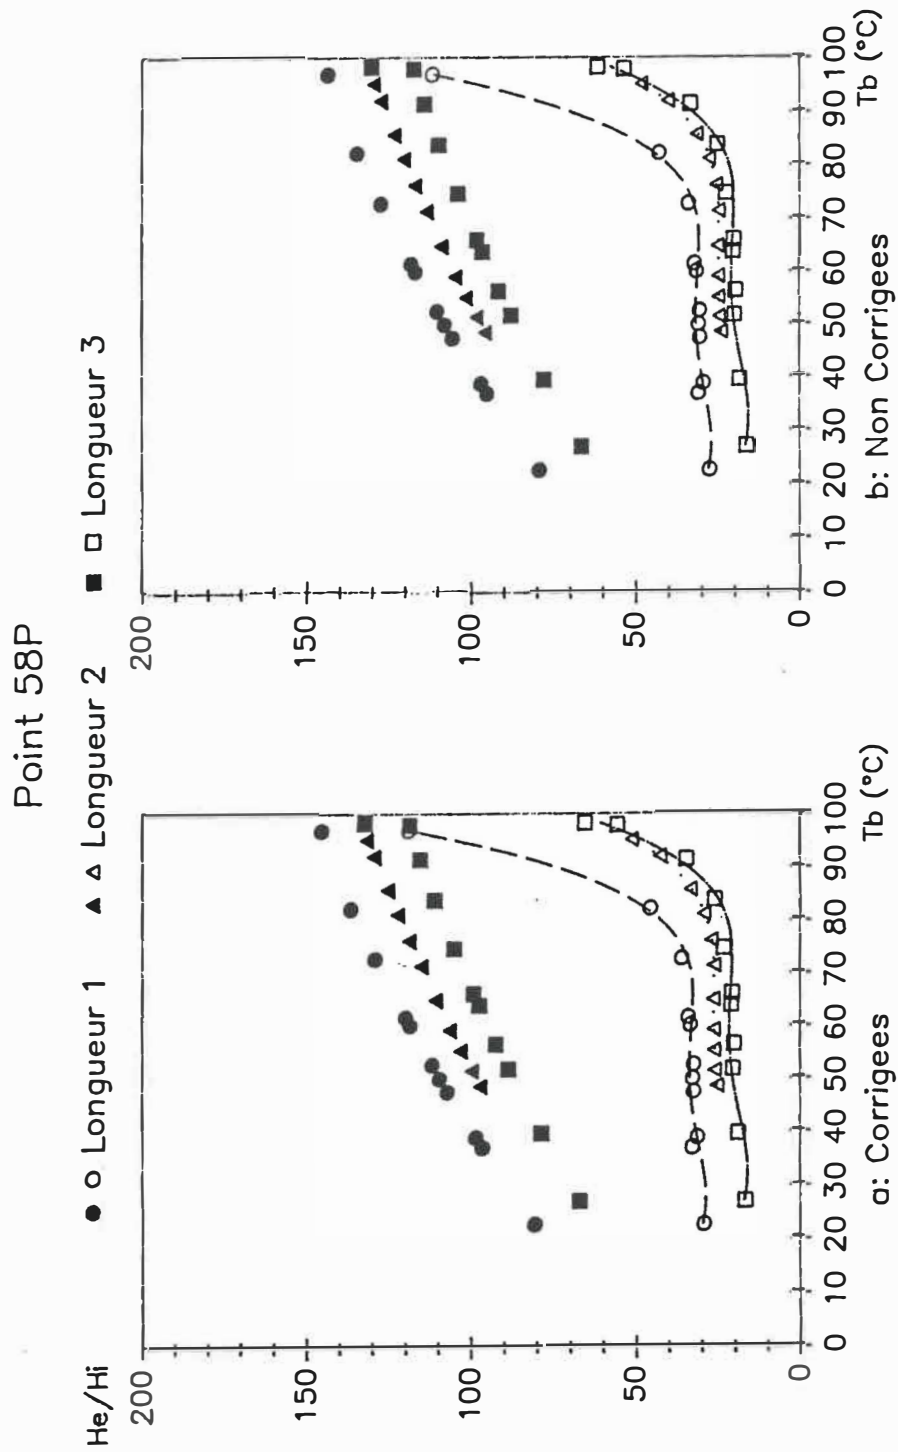 Point 58P
He/Hi ● ○ Longueur 1 ▲ △ Longueur 2 ■ □ Longueur 3
200
150
100
50
0
0 10 20 30 40 50 60 70 80 90 100
Tb (°C)
a: Corrigees
200
150
100
50
0
0 10 20 30 40 50 60 70 80 90 100
Tb (°C)
b: Non Corrigees